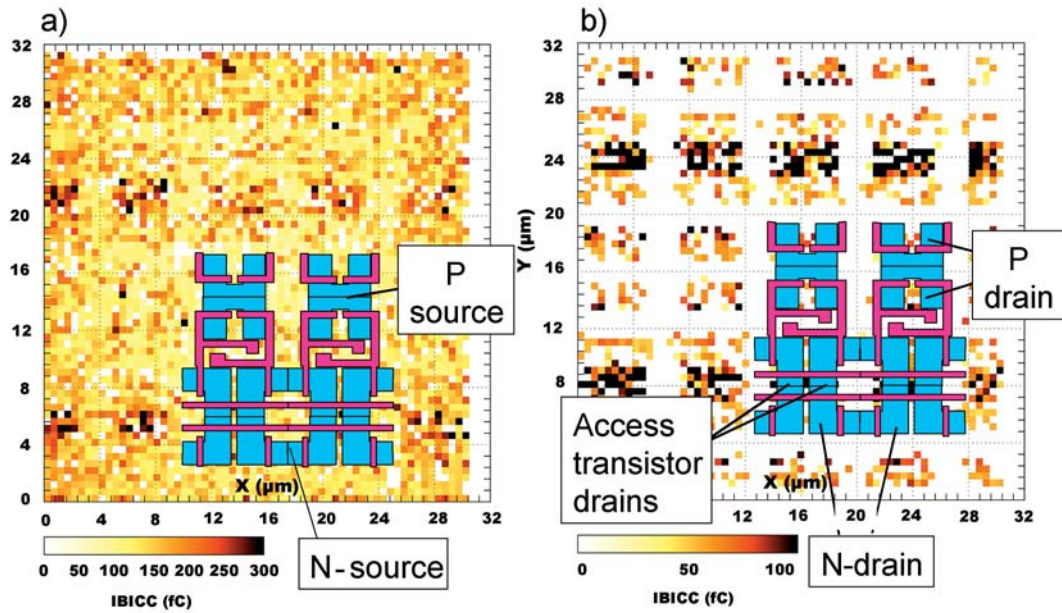 a)
32
28
24
20
16
12
8
4
0
0 4 8 12 16 20 24 28 32
X (μm)
P
source
N-source
0 50 100 150 200 250 300
IBICC (fC)
b)
32
28
24
20
16
12
8
Y (μm)
P
drain
Access
transistor
drains
X (μm)
12 16 20 24 28 32
N-drain
0 50 100
IBICC (fC)